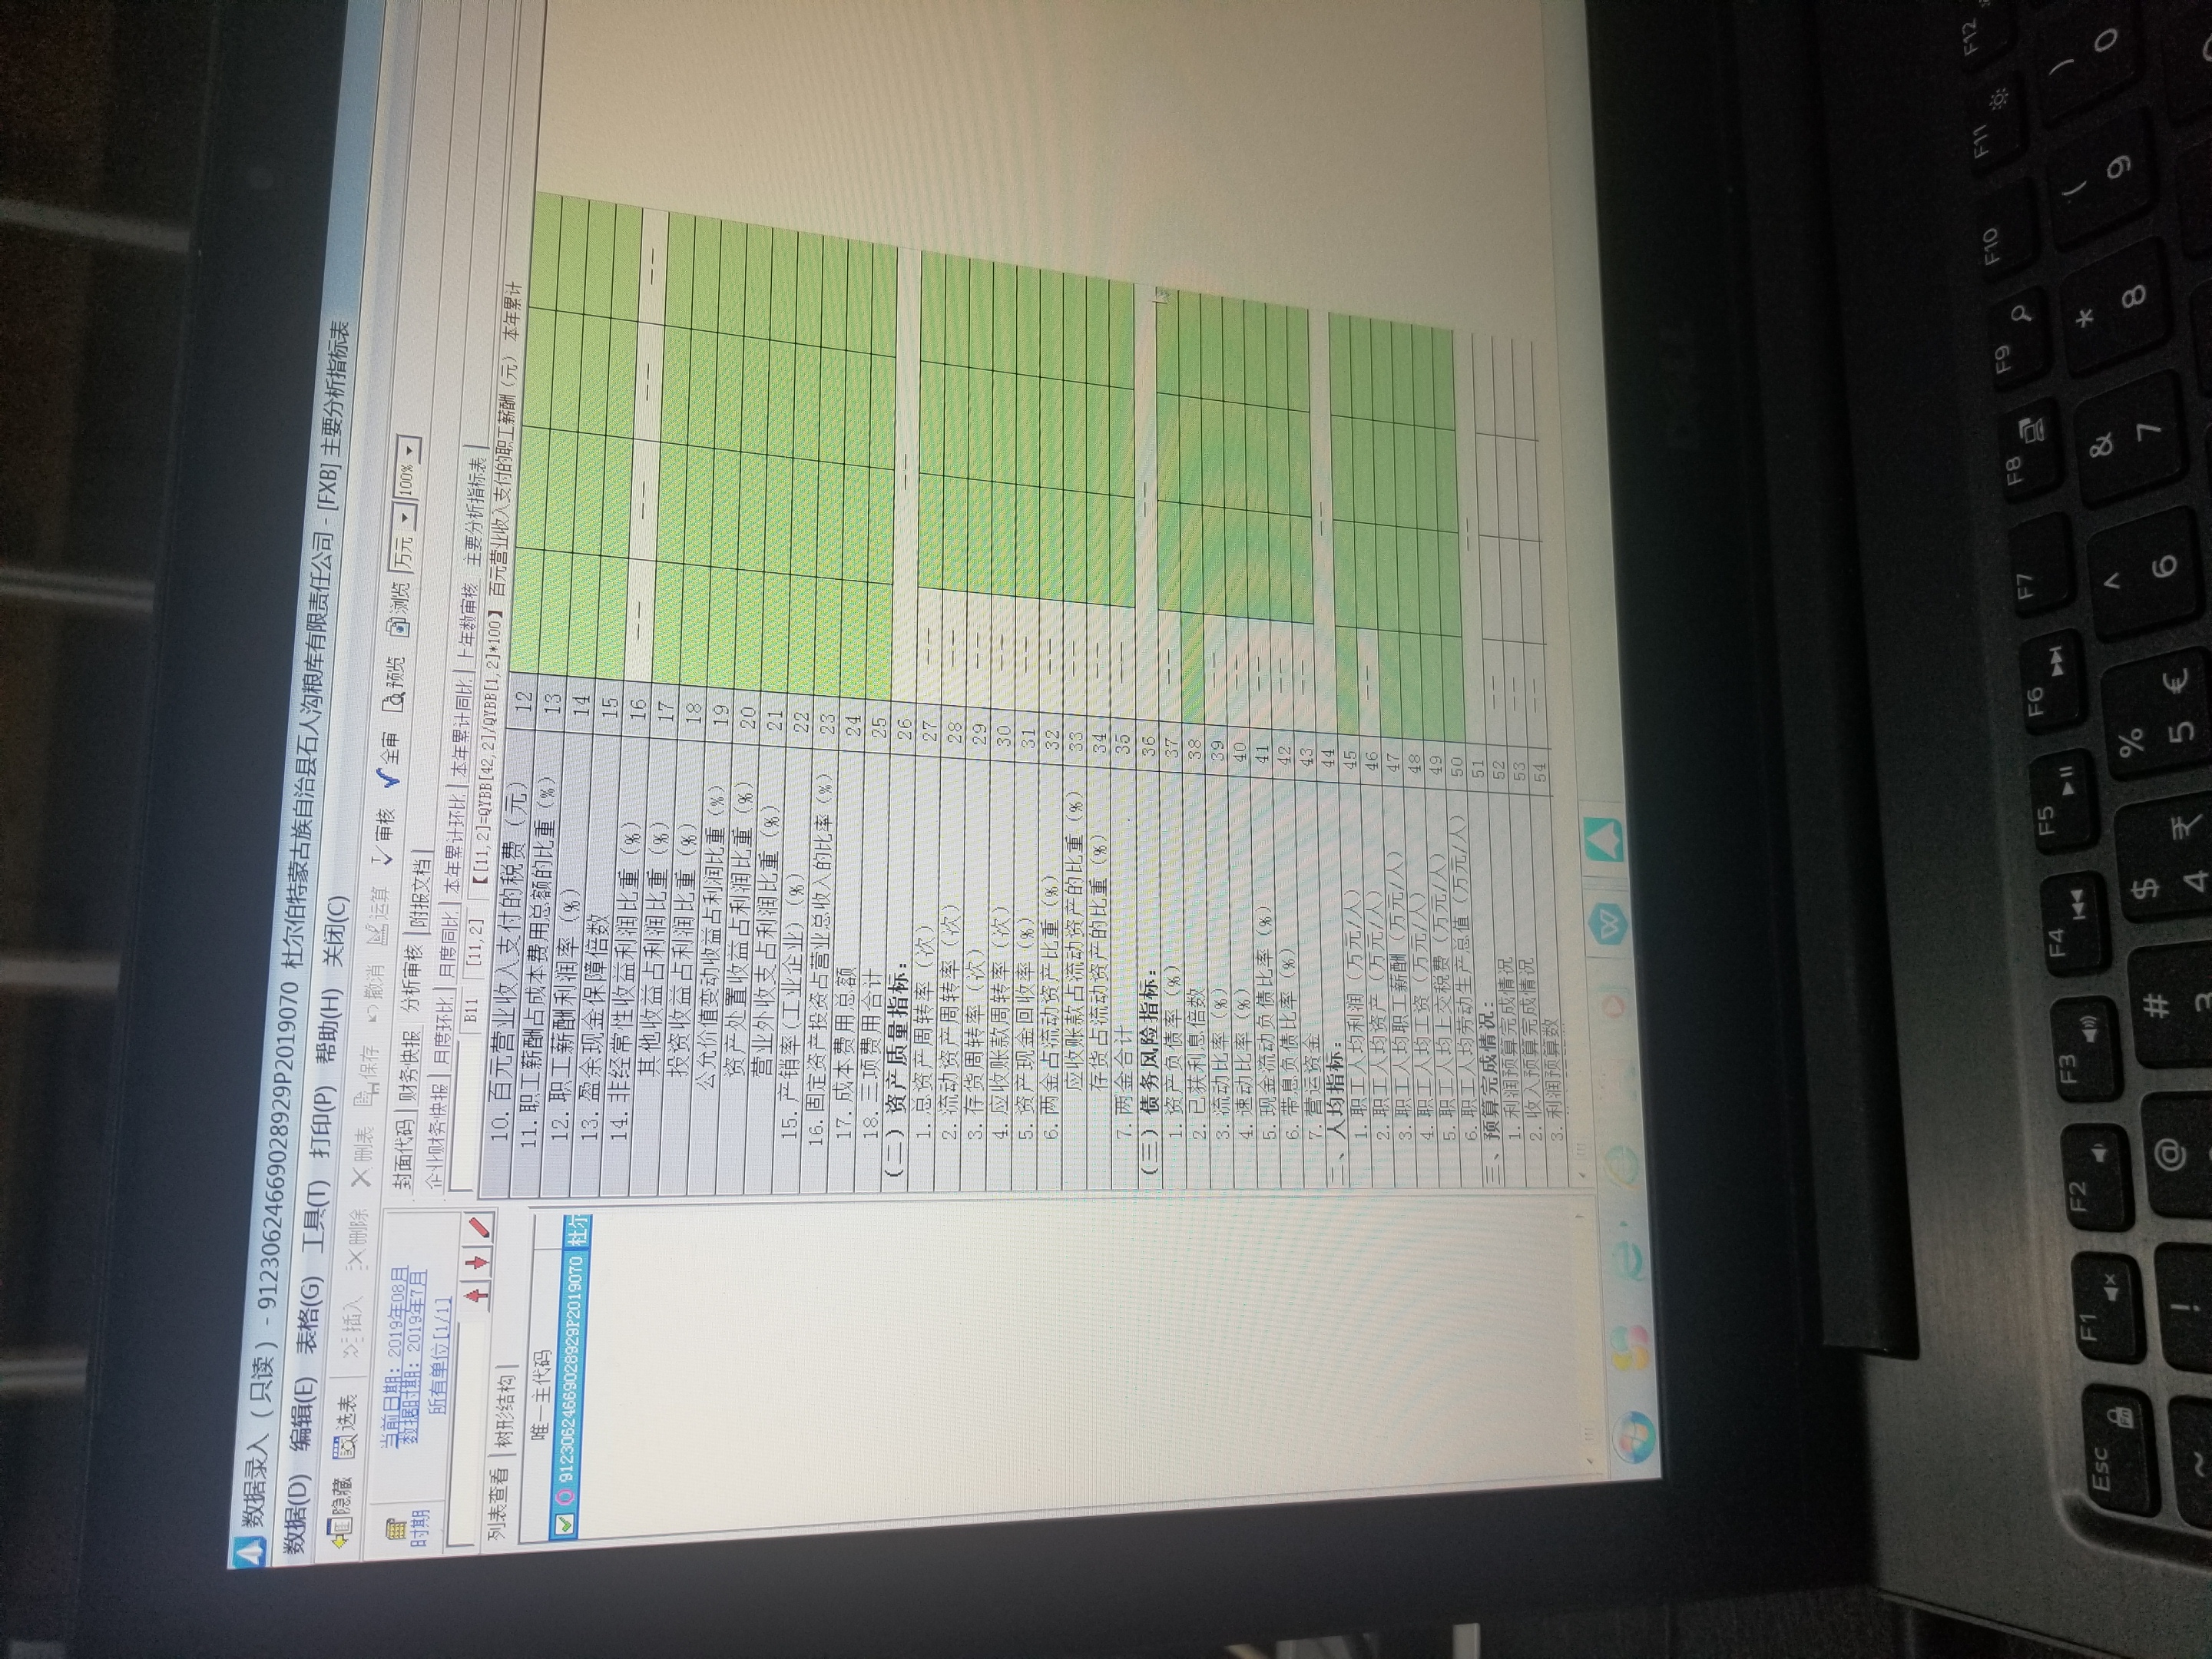 数据录入（只读）- 91230624669028929P2019070 杜尔伯特蒙古族自治县石人沟粮库有限责任公司 - [FXB] 主要分析指标表
数据(D) 编辑(E) 表格(G) 工具(T) 打印(P) 帮助(H) 关闭(C)
隐藏 选表 插入 删除 删表 保存 撤消 运算 审核 全审 预览 浏览 万元 100%
时期
当前日期：2019年08月
数据时期：2019年7月
所有单位[1/1]
列表查看 树形结构
唯一主代码
91230624669028929P2019070 杜尔
封面代码 财务快报 分析审核 附报文档
企业财务快报 月度环比 月度同比 本年累计环比 本年累计同比 上年数审核 主要分析指标表
B11 [11,2] 【[11,2]=QYBB[42,2]/QYBB[1,2]*100】 百元营业收入支付的职工薪酬（元） 本年累计
10. 百元营业收入支付的税费（元） 12
11. 职工薪酬占成本费用总额的比重（%） 13
12. 职工薪酬利润率（%） 14
13. 盈余现金保障倍数 15
14. 非经常性收益利润比重（%） 16 —— —— —— ——
其他收益占利润比重（%） 17
投资收益占利润比重（%） 18
公允价值变动收益占利润比重（%） 19
资产处置收益占利润比重（%） 20
营业外收支占利润比重（%） 21
15. 产销率(工业企业)（%） 22
16. 固定资产投资占营业总收入的比率（%） 23
17. 成本费用总额 24
18. 三项费用合计 25
（二）资产质量指标： 26 ——
1. 总资产周转率（次） 27 ——
2. 流动资产周转率（次） 28 ——
3. 存货周转率（次） 29 ——
4. 应收账款周转率（次） 30 ——
5. 资产现金回收率（%） 31 ——
6. 两金占流动资产比重（%） 32 ——
应收账款占流动资产的比重（%） 33 ——
存货占流动资产的比重（%） 34 ——
7. 两金合计 35 ——
（三）债务风险指标： 36 ——
1. 资产负债率（%） 37 ——
2. 已获利息倍数 38
3. 流动比率（%） 39 ——
4. 速动比率（%） 40 ——
5. 现金流动负债比率（%） 41 ——
6. 带息负债比率（%） 42 ——
7. 营运资金 43 ——
二、人均指标： 44 ——
1. 职工人均利润（万元/人） 45
2. 职工人均资产（万元/人） 46 ——
3. 职工人均职工薪酬（万元/人） 47
4. 职工人均工资（万元/人） 48
5. 职工人均上交税费（万元/人） 49
6. 职工人均劳动生产总值（万元/人） 50
三、预算完成情况： 51 ——
1. 利润预算完成情况 52 ——
2. 收入预算完成情况 53 ——
3. 利润预算数 54 ——
DELL
Esc Fn F1 F2 F3 F4 F5 F6 F7 F8 F9 F10 F11 F12
~ ! @ # 3 $ 4 ₹ % 5 € ^ 6 & 7 * 8 ( 9 ) 0